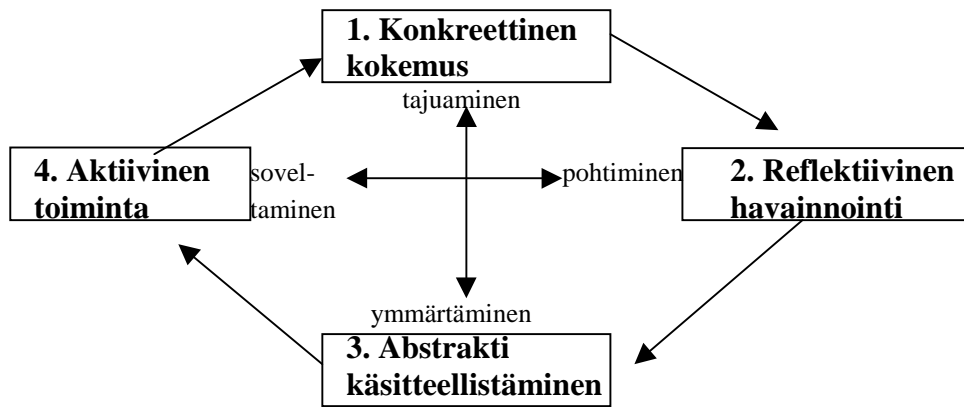 1. Konkreettinen
kokemus
tajuaminen
4. Aktiivinen
toiminta
sovel-
taminen
pohtiminen
2. Reflektiivinen
havainnointi
ymmärtäminen
3. Abstrakti
käsitteellistäminen